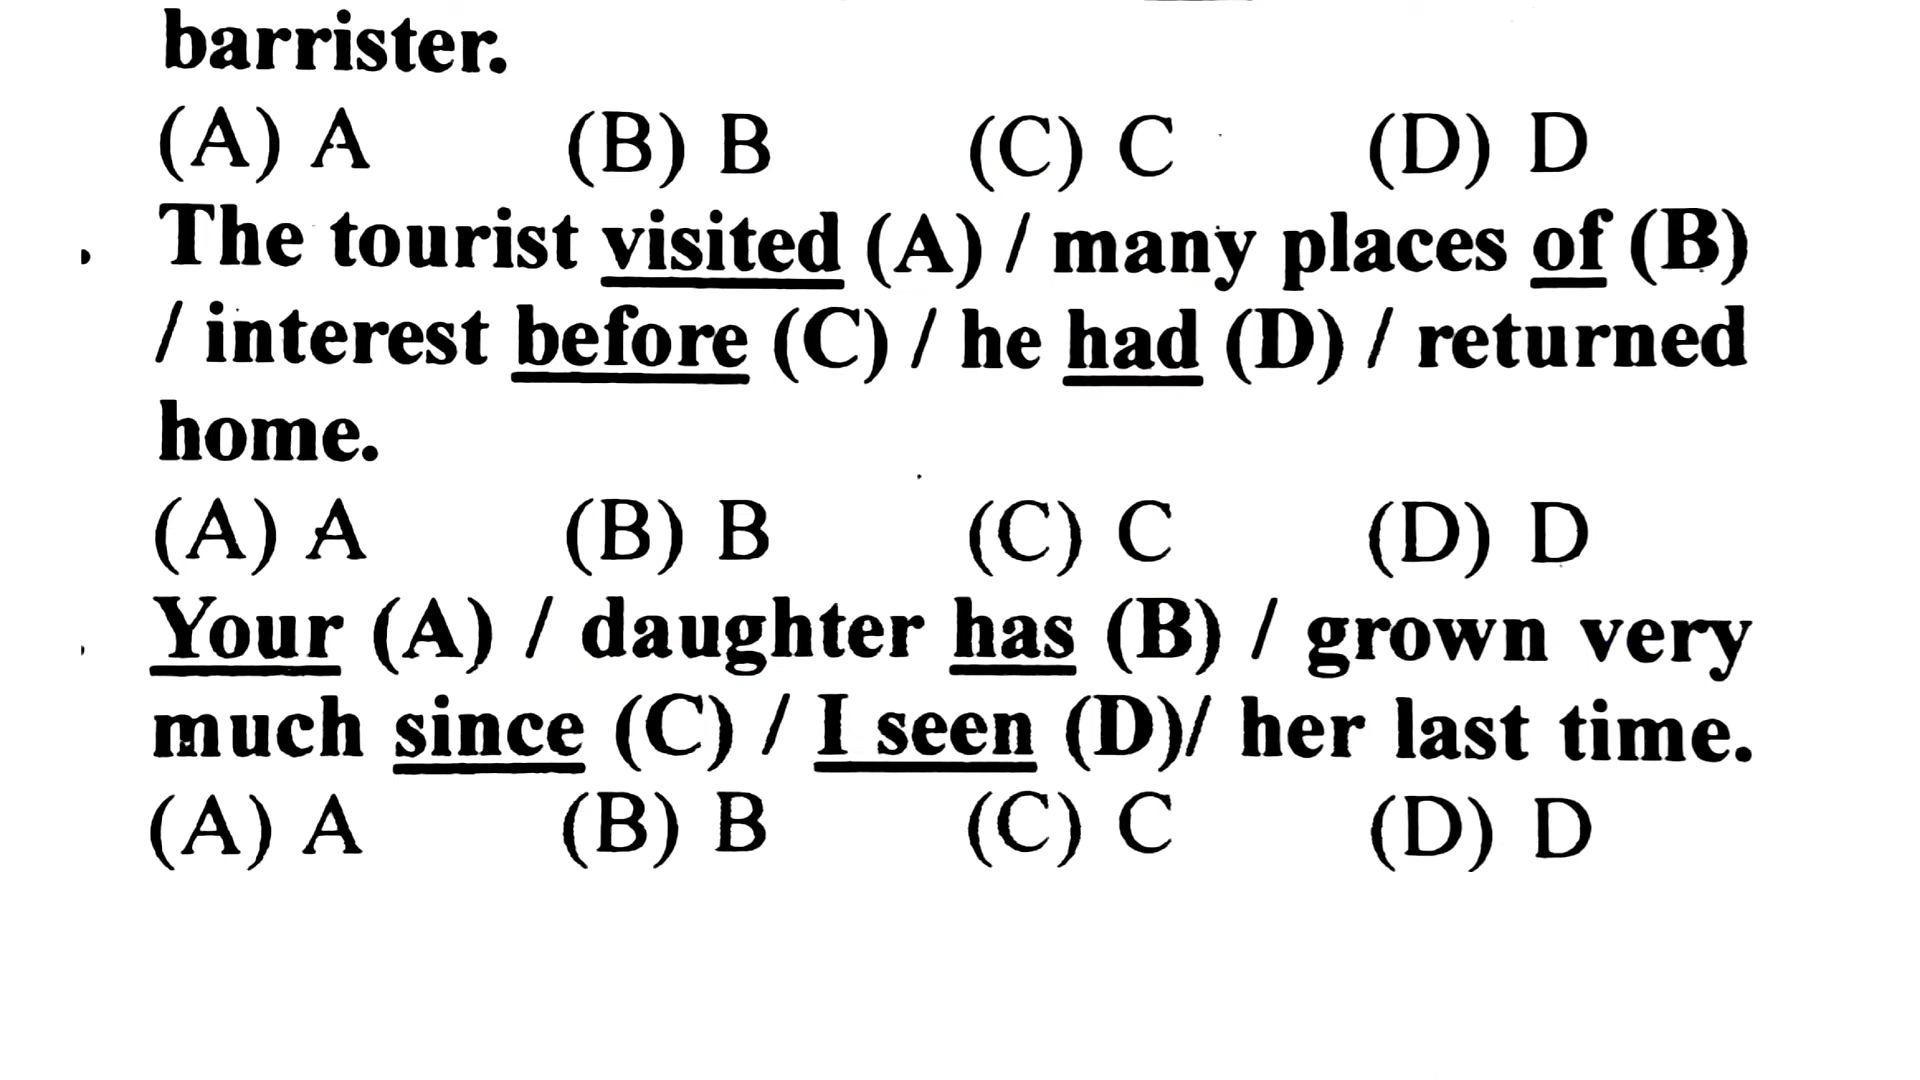 barrister.
(A) A (B) B (C) C (D) D
The tourist visited (A) / many places of (B)
/ interest before (C) / he had (D) / returned
home.
(A) A (B) B (C) C (D) D
Your (A) / daughter has (B) / grown very
much since (C) / I seen (D)/ her last time.
(A) A (B) B (C) C (D) D